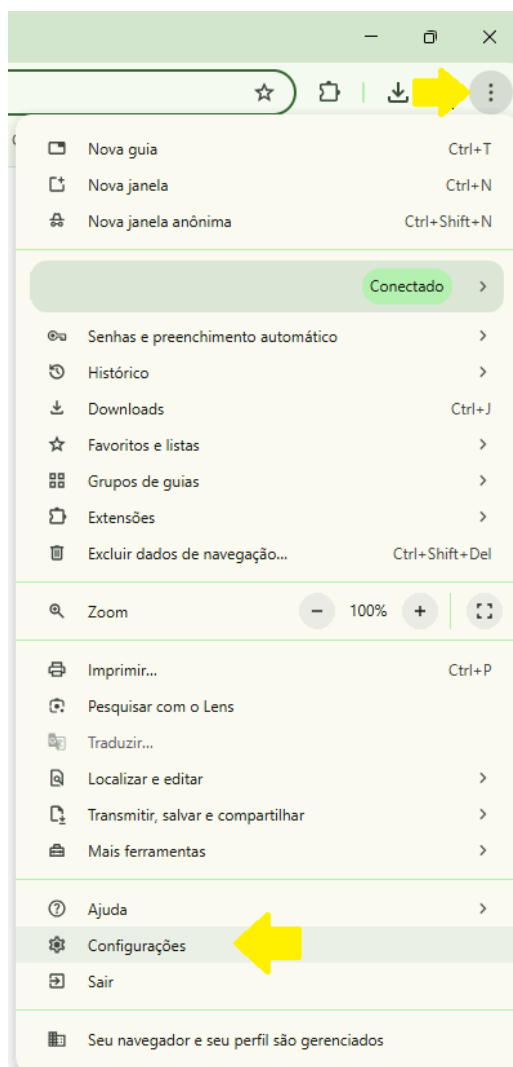 Nova guia Ctrl+T
Nova janela Ctrl+N
Nova janela anônima Ctrl+Shift+N
Conectado
Senhas e preenchimento automático
Histórico
Downloads Ctrl+J
Favoritos e listas
Grupos de guias
Extensões
Excluir dados de navegação... Ctrl+Shift+Del
Zoom − 100% +
Imprimir... Ctrl+P
Pesquisar com o Lens
Traduzir...
Localizar e editar
Transmitir, salvar e compartilhar
Mais ferramentas
Ajuda
Configurações
Sair
Seu navegador e seu perfil são gerenciados